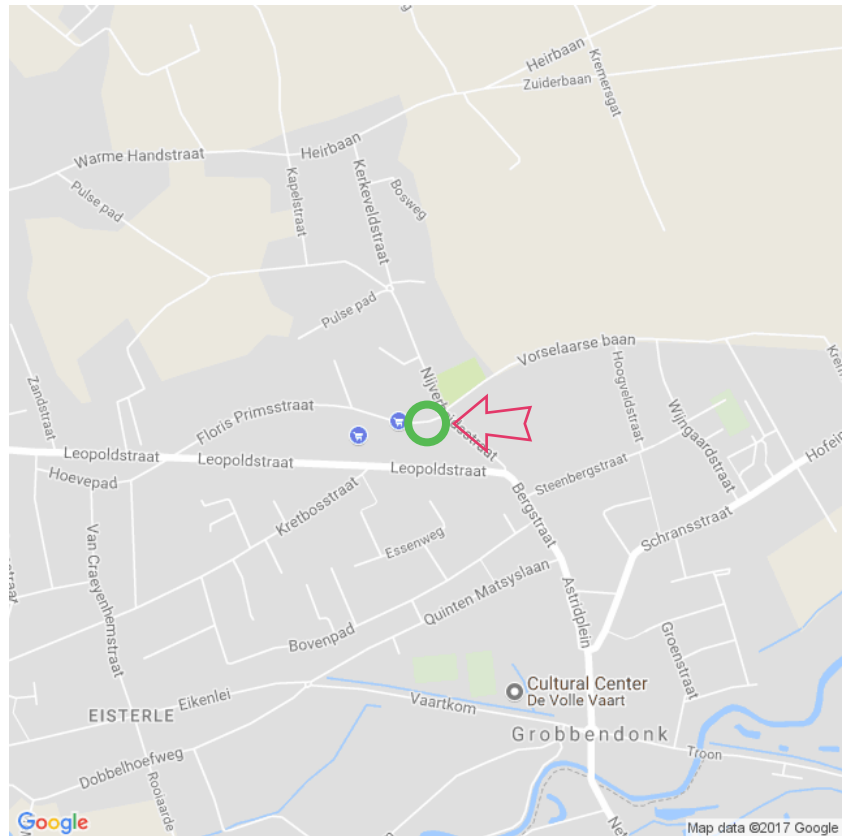 Heirbaan
Zuiderbaan
Kremersgat
Warme Handstraat
Heirbaan
Kerkeveldstraat
Kapelstraat
Bosweg
Pulse pad
Pulse pad
Vorselaarse baan
Hoogveldstraat
Wijngaardstraat
Zandstraat
Floris Primsstraat
Leopoldstraat
Leopoldstraat
Leopoldstraat
Hoevepad
Kretbosstraat
Steenbergstraat
Bergstraat
Schransstraat
Essenweg
Van Craeyenhemstraat
Quinten Matsyslaan
Astridplein
Bovenpad
Groenstraat
Eikenlei
Cultural Center
De Volle Vaart
Vaartkom
EISTERLE
Grobbendonk
Troon
Dobbelhoefweg
Rooiaarde
Google
Map data ©2017 Google